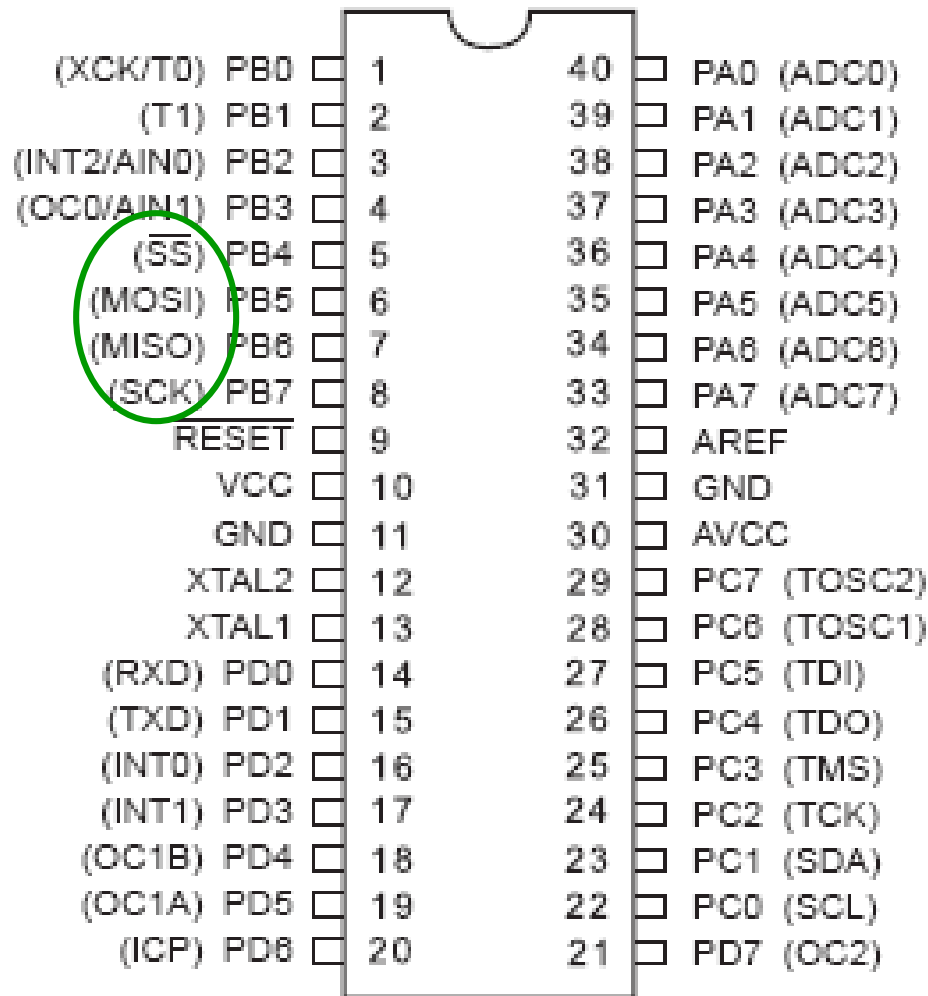 (XCK/T0) PB0 1 40 PA0 (ADC0)
(T1) PB1 2 39 PA1 (ADC1)
(INT2/AIN0) PB2 3 38 PA2 (ADC2)
(OC0/AIN1) PB3 4 37 PA3 (ADC3)
(S̅S̅) PB4 5 36 PA4 (ADC4)
(MOSI) PB5 6 35 PA5 (ADC5)
(MISO) PB6 7 34 PA6 (ADC6)
(SCK) PB7 8 33 PA7 (ADC7)
R̅E̅S̅E̅T̅ 9 32 AREF
VCC 10 31 GND
GND 11 30 AVCC
XTAL2 12 29 PC7 (TOSC2)
XTAL1 13 28 PC6 (TOSC1)
(RXD) PD0 14 27 PC5 (TDI)
(TXD) PD1 15 26 PC4 (TDO)
(INT0) PD2 16 25 PC3 (TMS)
(INT1) PD3 17 24 PC2 (TCK)
(OC1B) PD4 18 23 PC1 (SDA)
(OC1A) PD5 19 22 PC0 (SCL)
(ICP) PD6 20 21 PD7 (OC2)